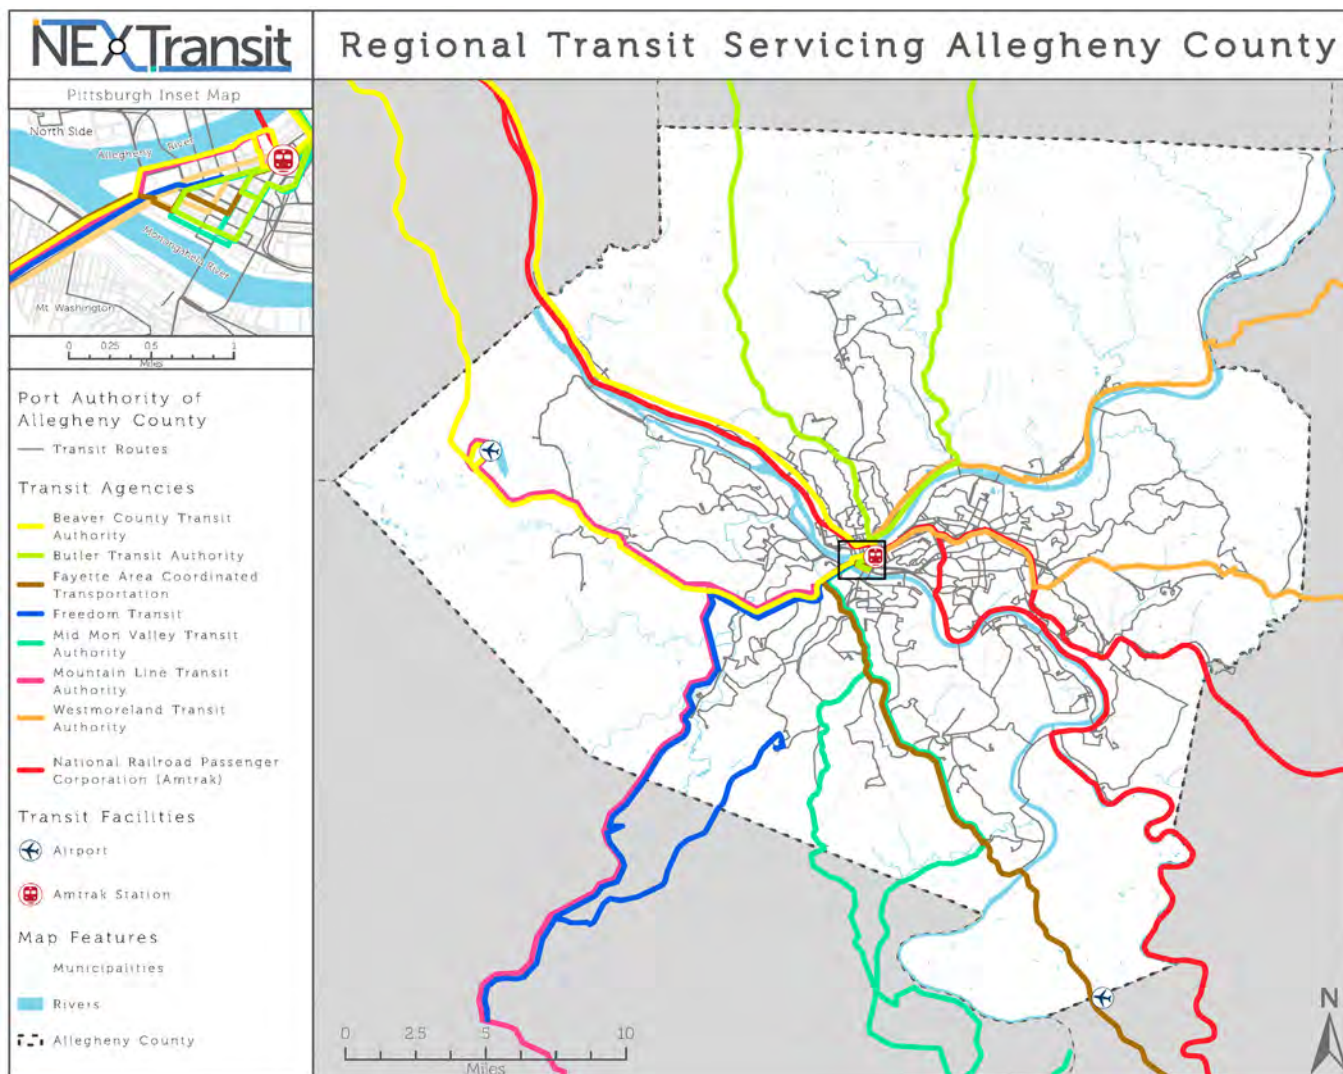 NEXTransit
Regional Transit Servicing Allegheny County
Pittsburgh Inset Map
North Side
Allegheny River
Monongahela River
Mt Washington
0 0.25 0.5 1
Miles
Port Authority of
Allegheny County
Transit Routes
Transit Agencies
Beaver County Transit
Authority
Butler Transit Authority
Fayette Area Coordinated
Transportation
Freedom Transit
Mid Mon Valley Transit
Authority
Mountain Line Transit
Authority
Westmoreland Transit
Authority
National Railroad Passenger
Corporation (Amtrak)
Transit Facilities
Airport
Amtrak Station
Map Features
Municipalities
Rivers
Allegheny County
0 2.5 5 10
Miles
N